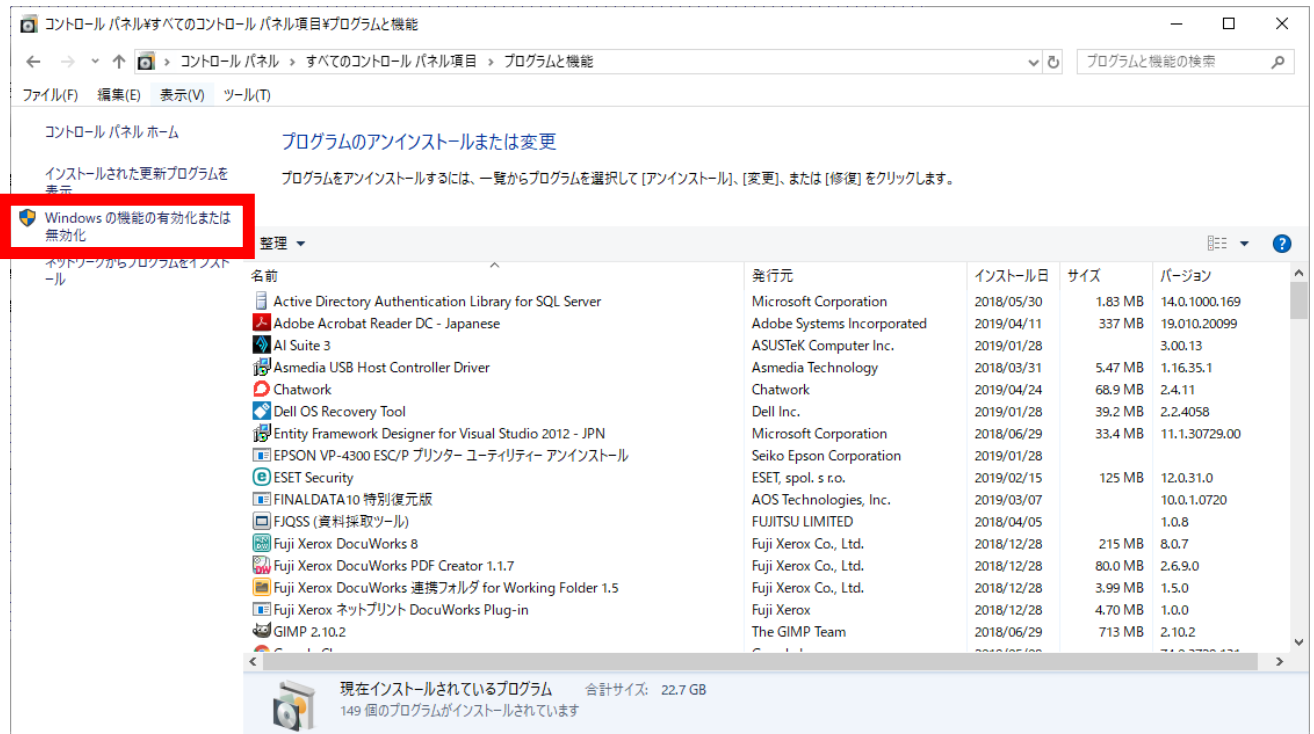 コントロール パネル¥すべてのコントロール パネル項目¥プログラムと機能
コントロール パネル › すべてのコントロール パネル項目 › プログラムと機能
プログラムと機能の検索
ファイル(F) 編集(E) 表示(V) ツール(T)
コントロール パネル ホーム
インストールされた更新プログラムを
表示
Windows の機能の有効化または
無効化
ネットワークからプログラムをインスト
ール
プログラムのアンインストールまたは変更
プログラムをアンインストールするには、一覧からプログラムを選択して [アンインストール]、[変更]、または [修復] をクリックします。
整理
名前 発行元 インストール日 サイズ バージョン
Active Directory Authentication Library for SQL Server Microsoft Corporation 2018/05/30 1.83 MB 14.0.1000.169
Adobe Acrobat Reader DC - Japanese Adobe Systems Incorporated 2019/04/11 337 MB 19.010.20099
AI Suite 3 ASUSTeK Computer Inc. 2019/01/28 3.00.13
Asmedia USB Host Controller Driver Asmedia Technology 2018/03/31 5.47 MB 1.16.35.1
Chatwork Chatwork 2019/04/24 68.9 MB 2.4.11
Dell OS Recovery Tool Dell Inc. 2019/01/28 39.2 MB 2.2.4058
Entity Framework Designer for Visual Studio 2012 - JPN Microsoft Corporation 2018/06/29 33.4 MB 11.1.30729.00
EPSON VP-4300 ESC/P プリンター ユーティリティー アンインストール Seiko Epson Corporation 2019/01/28
ESET Security ESET, spol. s r.o. 2019/02/15 125 MB 12.0.31.0
FINALDATA10 特別復元版 AOS Technologies, Inc. 2019/03/07 10.0.1.0720
FJQSS (資料採取ツール) FUJITSU LIMITED 2018/04/05 1.0.8
Fuji Xerox DocuWorks 8 Fuji Xerox Co., Ltd. 2018/12/28 215 MB 8.0.7
Fuji Xerox DocuWorks PDF Creator 1.1.7 Fuji Xerox Co., Ltd. 2018/12/28 80.0 MB 2.6.9.0
Fuji Xerox DocuWorks 連携フォルダ for Working Folder 1.5 Fuji Xerox Co., Ltd. 2018/12/28 3.99 MB 1.5.0
Fuji Xerox ネットプリント DocuWorks Plug-in Fuji Xerox 2018/12/28 4.70 MB 1.0.0
GIMP 2.10.2 The GIMP Team 2018/06/29 713 MB 2.10.2
現在インストールされているプログラム 合計サイズ: 22.7 GB
149 個のプログラムがインストールされています